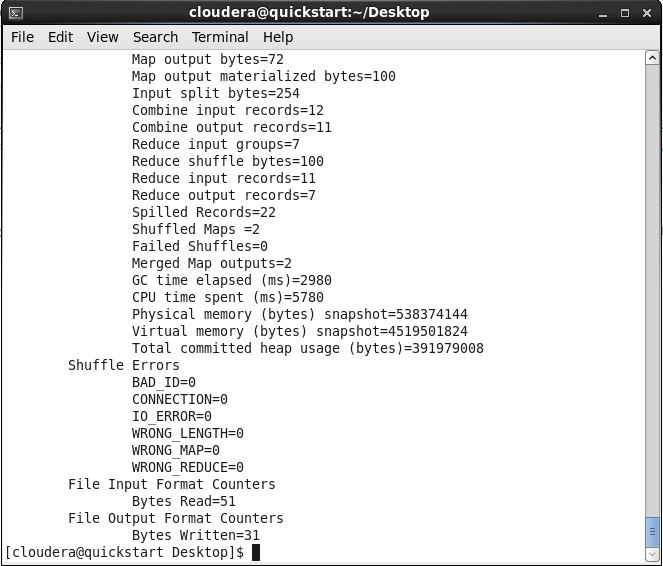 cloudera@quickstart:~/Desktop
File Edit View Search Terminal Help
Map output bytes=72
Map output materialized bytes=100
Input split bytes=254
Combine input records=12
Combine output records=11
Reduce input groups=7
Reduce shuffle bytes=100
Reduce input records=11
Reduce output records=7
Spilled Records=22
Shuffled Maps =2
Failed Shuffles=0
Merged Map outputs=2
GC time elapsed (ms)=2980
CPU time spent (ms)=5780
Physical memory (bytes) snapshot=538374144
Virtual memory (bytes) snapshot=4519501824
Total committed heap usage (bytes)=391979008
Shuffle Errors
BAD_ID=0
CONNECTION=0
IO_ERROR=0
WRONG_LENGTH=0
WRONG_MAP=0
WRONG_REDUCE=0
File Input Format Counters
Bytes Read=51
File Output Format Counters
Bytes Written=31
[cloudera@quickstart Desktop]$